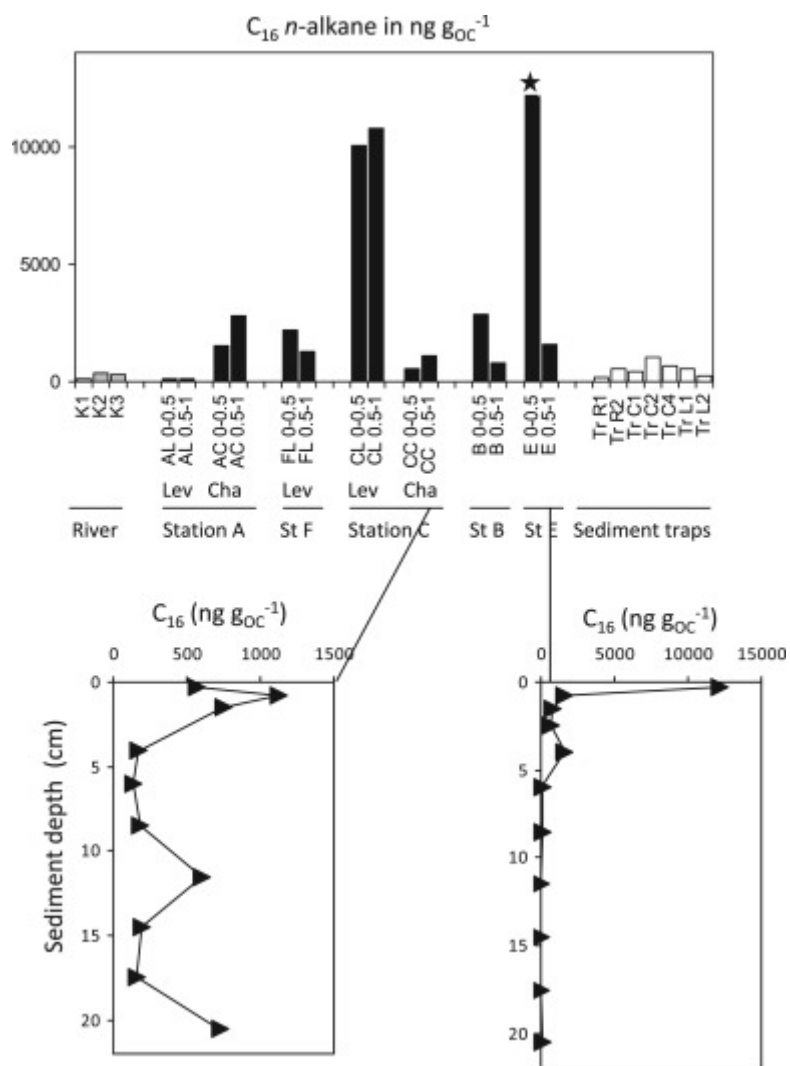 C₁₆ n-alkane in ng gOC⁻¹
10000
5000
0
K1 K2 K3 AL 0-0.5 AL 0.5-1 AC 0-0.5 AC 0.5-1 FL 0-0.5 FL 0.5-1 CL 0-0.5 CL 0.5-1 CC 0-0.5 CC 0.5-1 B 0-0.5 B 0.5-1 E 0-0.5 E 0.5-1 Tr R1 Tr R2 Tr C1 Tr C2 Tr C4 Tr L1 Tr L2
Lev Cha Lev Lev Cha
River Station A St F Station C St B St E Sediment traps
C₁₆ (ng gOC⁻¹)
0 500 1000 1500
Sediment depth (cm)
0
5
10
15
20
C₁₆ (ng gOC⁻¹)
0 5000 10000 15000
0
5
10
15
20